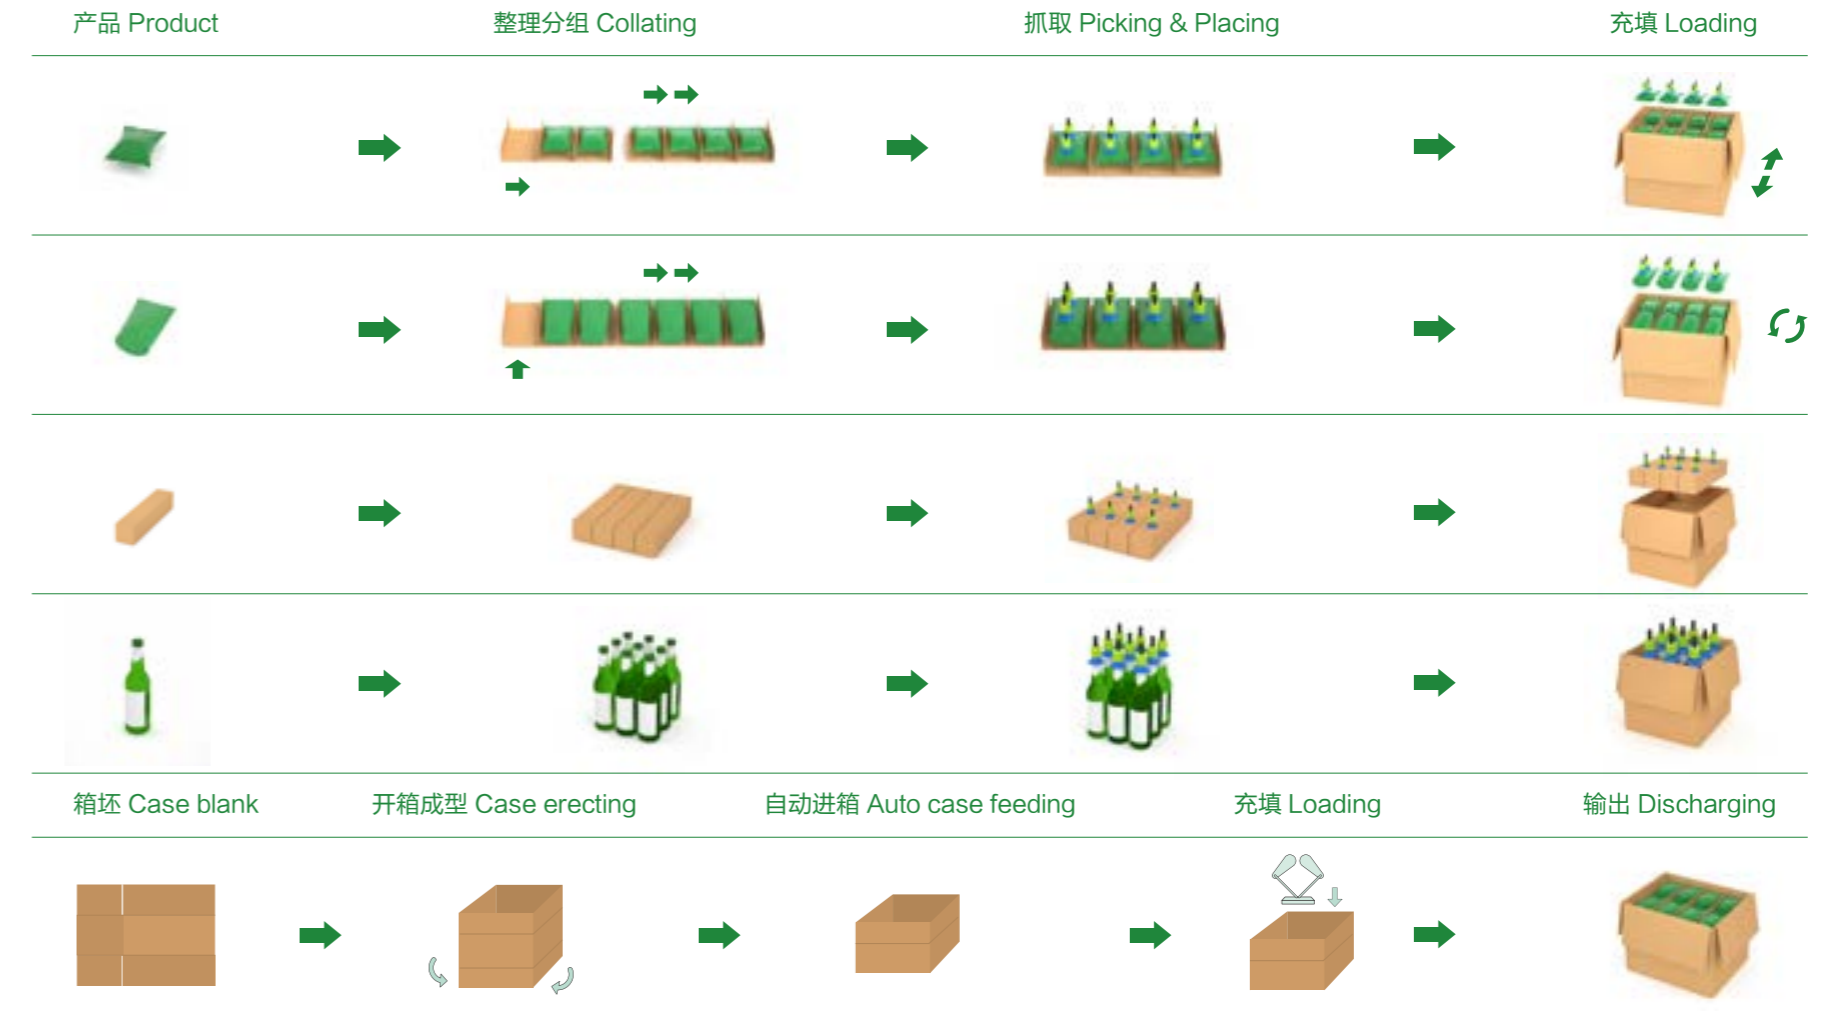 产品 Product
整理分组 Collating
抓取 Picking & Placing
充填 Loading
箱坯 Case blank
开箱成型 Case erecting
自动进箱 Auto case feeding
充填 Loading
输出 Discharging